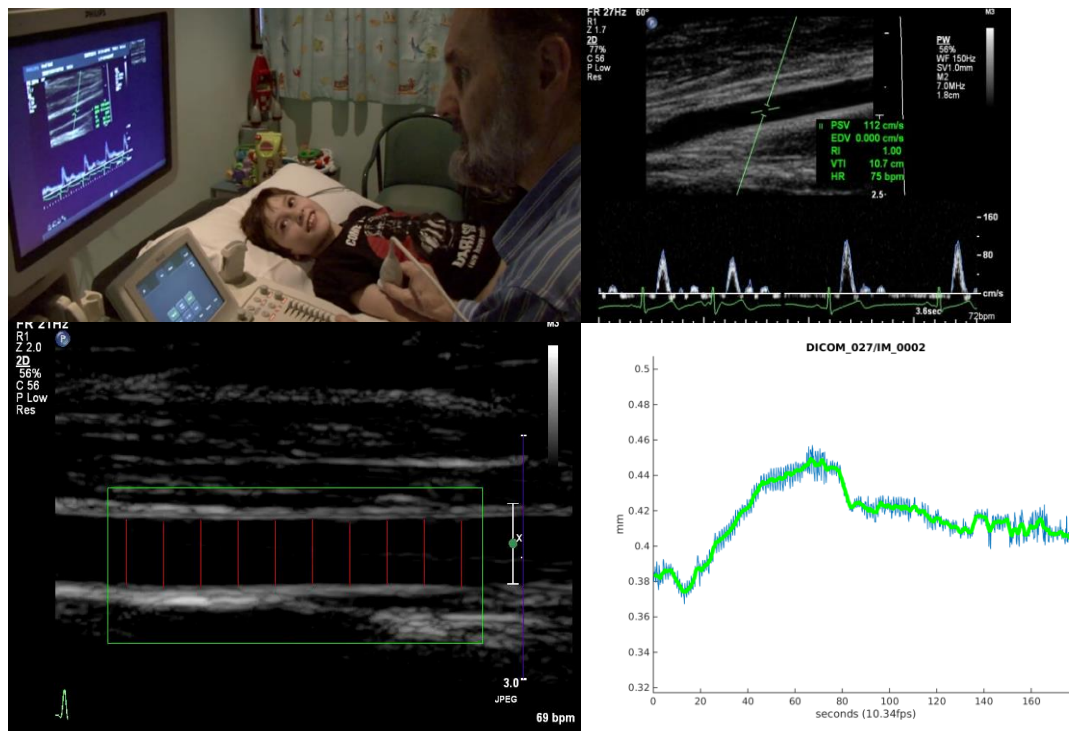 PHILIPS
FR 27Hz 60°
R1
Z 1.7
2D
77%
C 56
P Low
Res
P
M3
PW
56%
WF 150Hz
SV1.0mm
M2
7.0MHz
1.8cm
PSV 112 cm/s
EDV 0.000 cm/s
RI 1.00
VTI 10.7 cm
HR 75 bpm
2.5
160
80
cm/s
3.6sec
72bpm
FR 21Hz
R1
Z 2.0
2D
56%
C 56
P Low
Res
P
M3
X
3.0
JPEG
69 bpm
DICOM_027/IM_0002
0.5
0.48
0.46
0.44
0.42
0.4
0.38
0.36
0.34
0.32
mm
0 20 40 60 80 100 120 140 160
seconds (10.34fps)